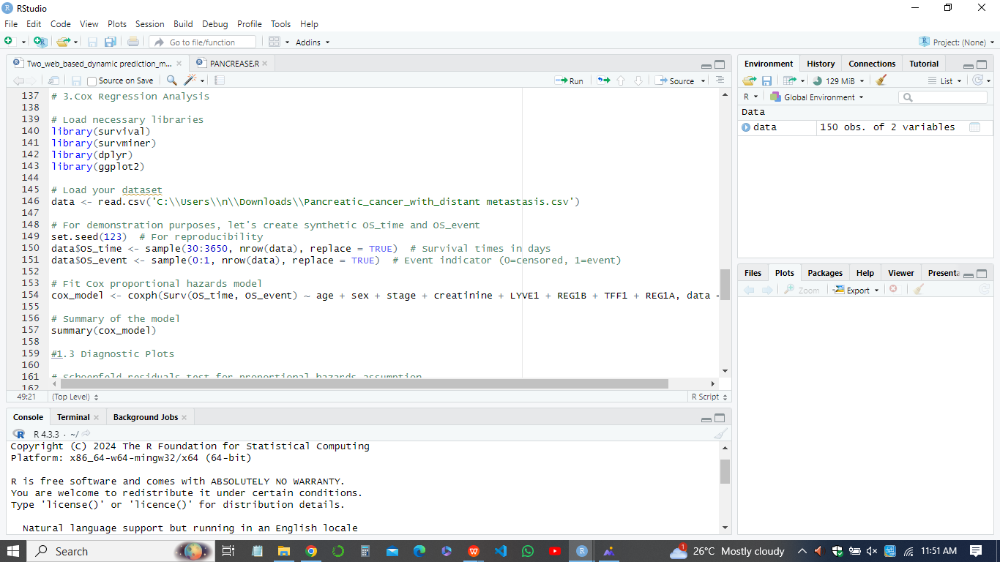 RStudio
File Edit Code View Plots Session Build Debug Profile Tools Help
Go to file/function Addins Project: (None)
Two_web_based_dynamic prediction_m... PANCREASE.R
Source on Save Run Source
137 # 3.Cox Regression Analysis
138
139 # Load necessary libraries
140 library(survival)
141 library(survminer)
142 library(dplyr)
143 library(ggplot2)
144
145 # Load your dataset
146 data <- read.csv('C:\\Users\\n\\Downloads\\Pancreatic_cancer_with_distant metastasis.csv')
147
148 # For demonstration purposes, let's create synthetic OS_time and OS_event
149 set.seed(123)  # For reproducibility
150 data$OS_time <- sample(30:3650, nrow(data), replace = TRUE)  # Survival times in days
151 data$OS_event <- sample(0:1, nrow(data), replace = TRUE)  # Event indicator (0=censored, 1=event)
152
153 # Fit Cox proportional hazards model
154 cox_model <- coxph(Surv(OS_time, OS_event) ~ age + sex + stage + creatinine + LYVE1 + REG1B + TFF1 + REG1A, data =
155
156 # Summary of the model
157 summary(cox_model)
158
159 #1.3 Diagnostic Plots
160
161 # Schoenfeld residuals test for proportional hazards assumption
162
49:21 (Top Level) R Script
Console Terminal Background Jobs
R 4.3.3 · ~/
Copyright (C) 2024 The R Foundation for Statistical Computing
Platform: x86_64-w64-mingw32/x64 (64-bit)
R is free software and comes with ABSOLUTELY NO WARRANTY.
You are welcome to redistribute it under certain conditions.
Type 'license()' or 'licence()' for distribution details.
Natural language support but running in an English locale
Environment History Connections Tutorial
129 MiB List
R Global Environment
Data
data 150 obs. of 2 variables
Files Plots Packages Help Viewer Presenta
Zoom Export
Search 1 26°C Mostly cloudy 11:51 AM